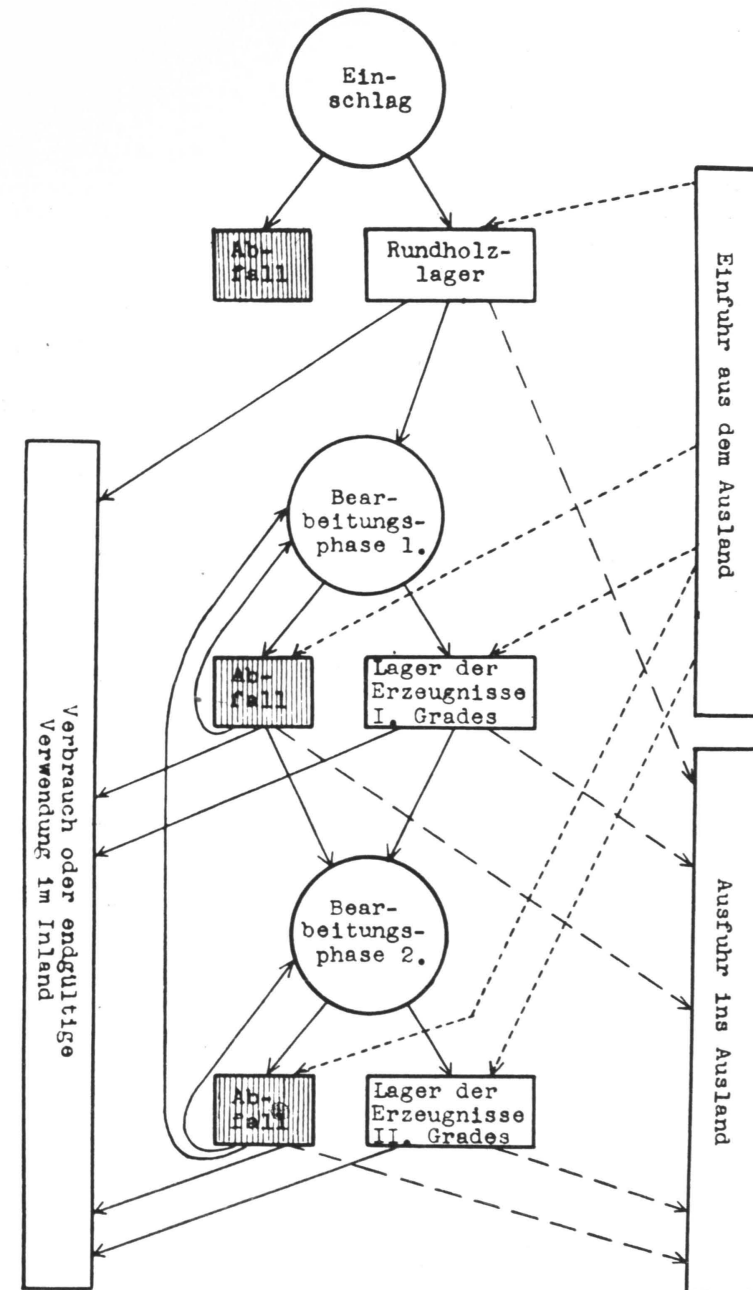 Ein-
schlag
Ab-
fall
Rundholz-
lager
Einfuhr aus dem Ausland
Bear-
beitungs-
phase 1.
Ab-
fall
Lager der
Erzeugnisse
I. Grades
Verbrauch oder endgültige
Verwendung im Inland
Bear-
beitungs-
phase 2.
Ausfuhr ins Ausland
Ab-
fall
Lager der
Erzeugnisse
II. Grades